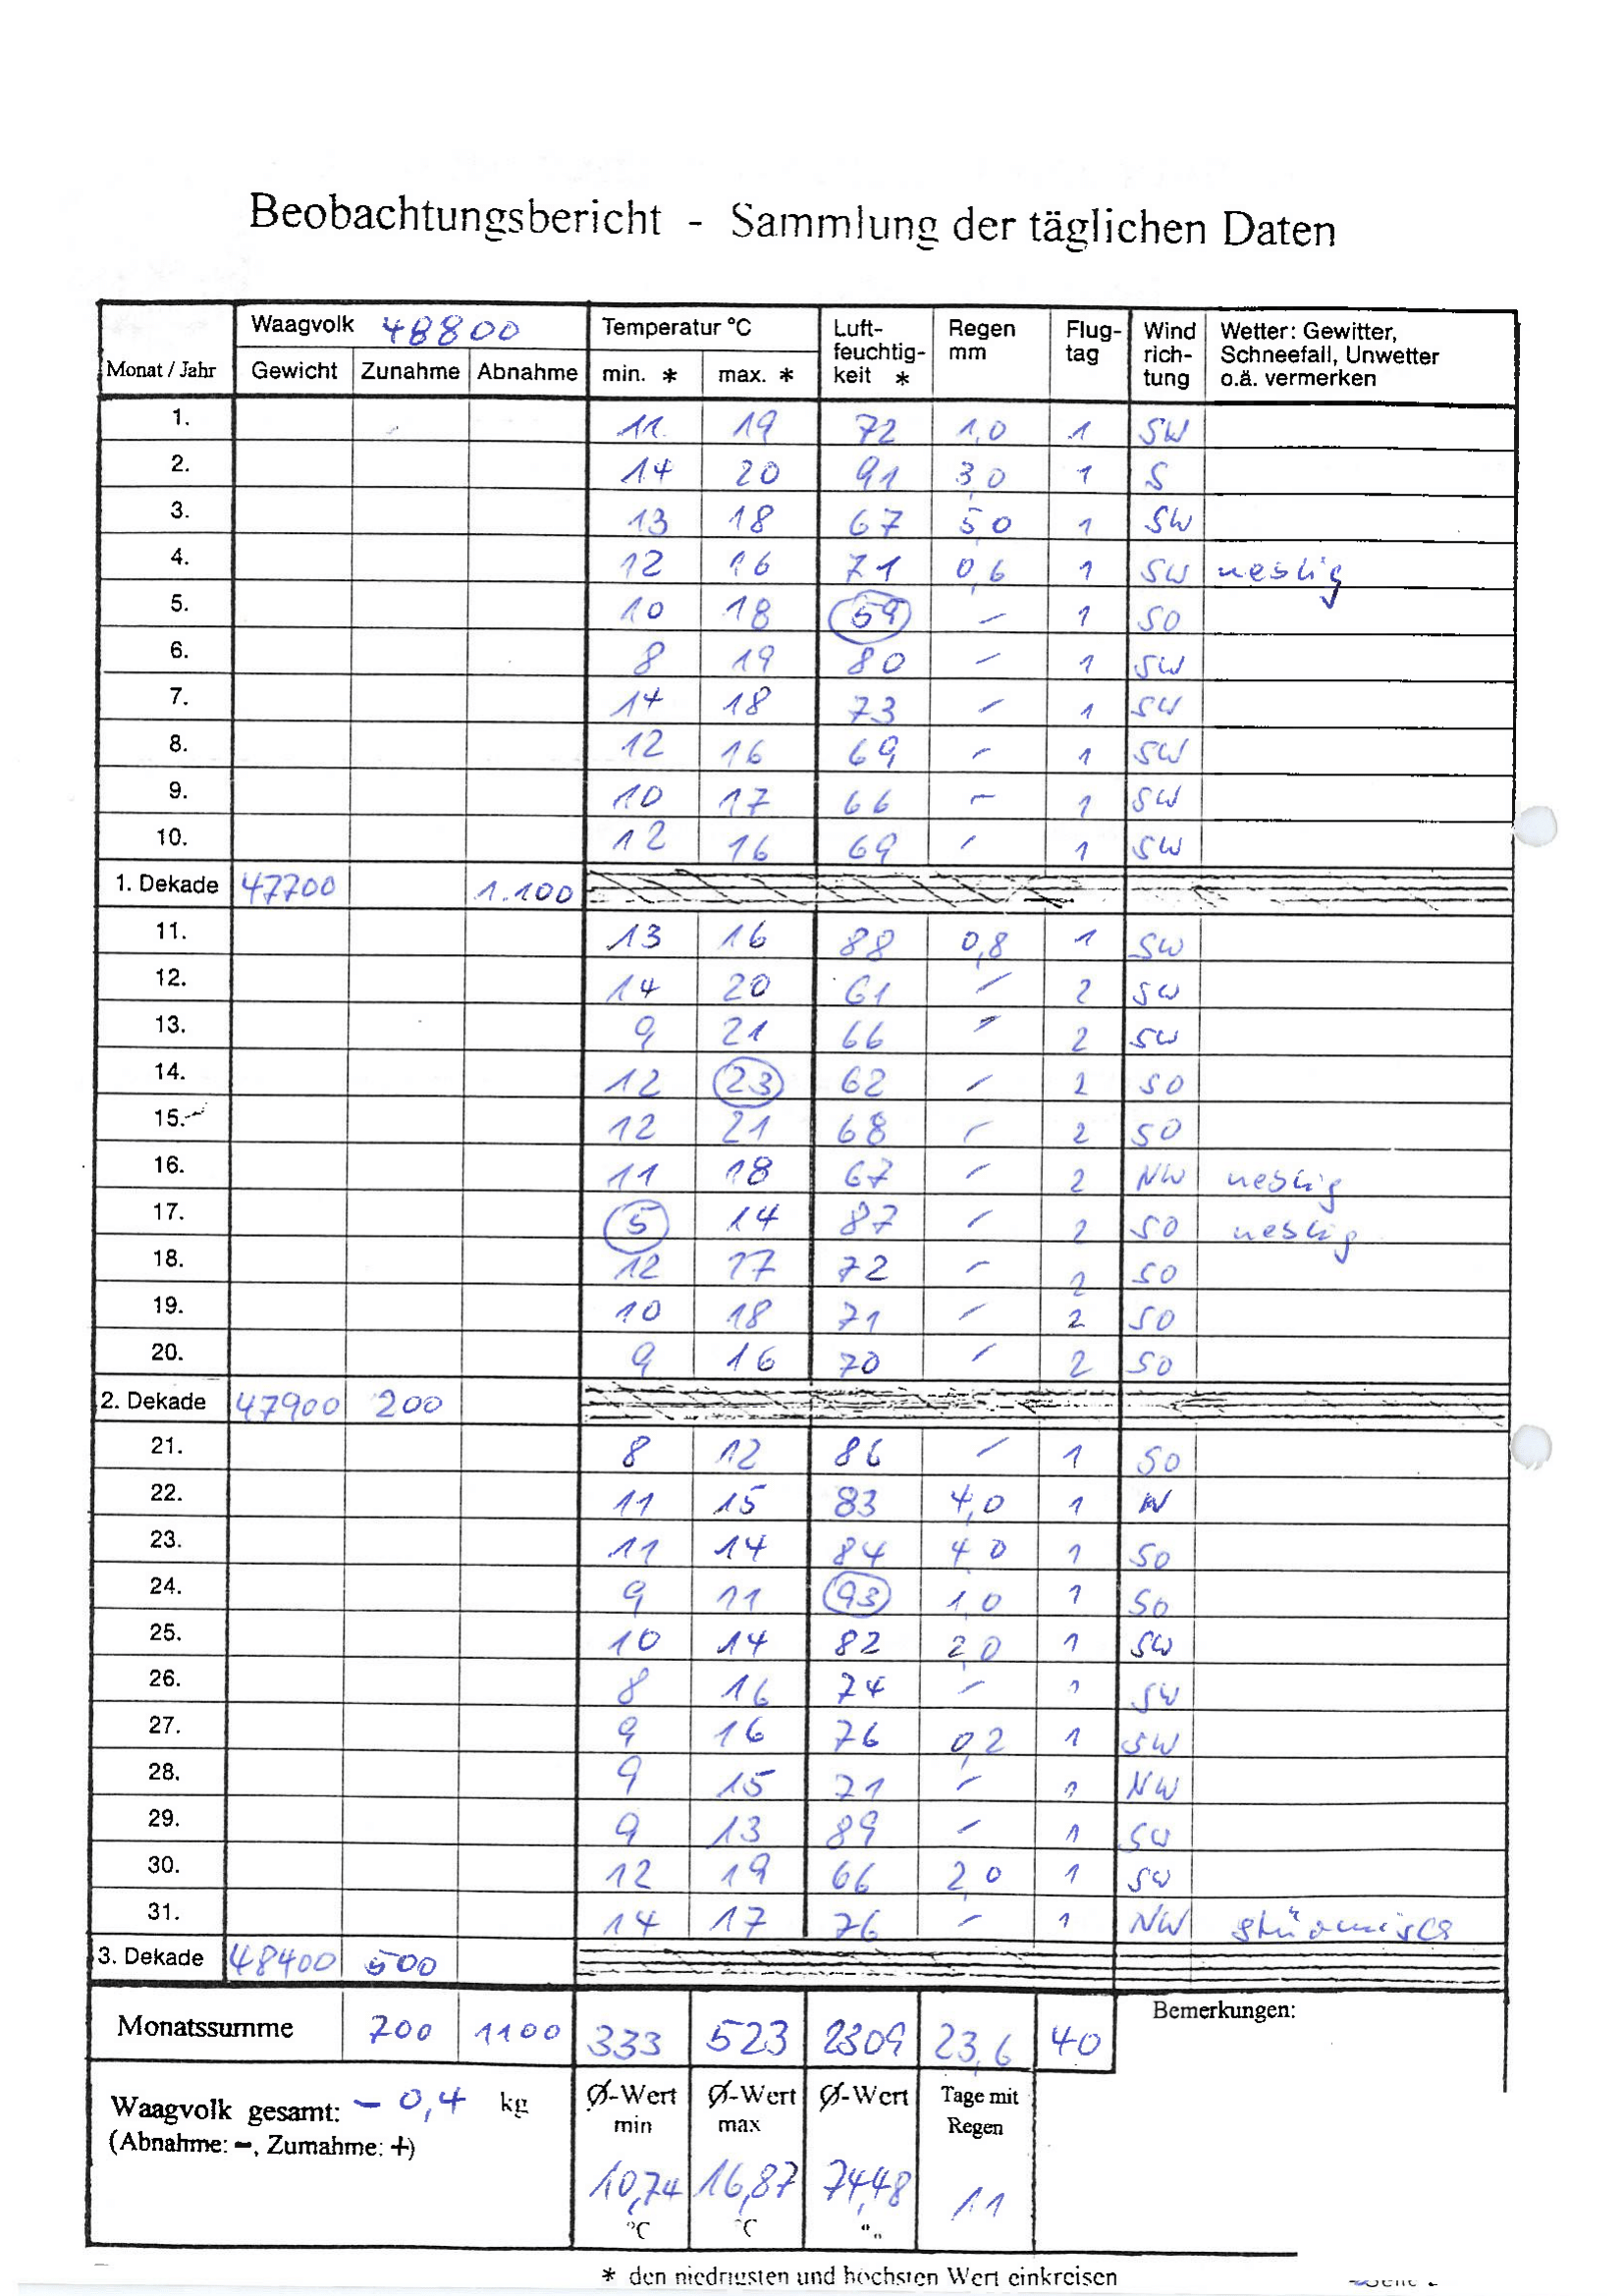 Beobachtungsbericht - Sammlung der täglichen Daten
Monat / Jahr Waagvolk 48800 Temperatur °C Luft-feuchtig-keit * Regen mm Flug-tag Wind rich-tung Wetter: Gewitter, Schneefall, Unwetter o.ä. vermerken
Gewicht Zunahme Abnahme min. * max. *
1. 11 19 72 1,0 1 SW
2. 14 20 91 3,0 1 S
3. 13 18 67 5,0 1 SW
4. 12 16 71 0,6 1 SW neblig
5. 10 18 59 – 1 SO
6. 8 19 80 – 1 SW
7. 14 18 73 – 1 SW
8. 12 16 69 – 1 SW
9. 10 17 66 – 1 SW
10. 12 16 69 – 1 SW
1. Dekade 47700 1.100
11. 13 16 88 0,8 1 SW
12. 14 20 61 – 2 SW
13. 9 21 66 – 2 SW
14. 12 23 62 – 2 SO
15. 12 21 68 – 2 SO
16. 11 18 67 – 2 NW neblig
17. 5 14 87 – 2 SO neblig
18. 12 17 72 – 2 SO
19. 10 18 71 – 2 SO
20. 9 16 70 – 2 SO
2. Dekade 47900 200
21. 8 12 86 – 1 SO
22. 11 15 83 4,0 1
23. 11 14 84 4,0 1 SO
24. 9 11 93 1,0 1 SO
25. 10 14 82 2,0 1 SW
26. 8 16 74 – 1 SW
27. 9 16 76 0,2 1 SW
28. 9 15 71 – 1 NW
29. 9 13 89 – 1 SW
30. 12 19 66 2,0 1 SW
31. 14 17 76 – 1 NW stürmisch
3. Dekade 48400 500
Monatssumme 700 1100 333 523 2309 23,6 40 Bemerkungen:
Waagvolk gesamt: – 0,4 kg Ø-Wert min Ø-Wert max Ø-Wert Tage mit Regen
(Abnahme: –, Zumahme: +)
10,74 16,87 74,48 11
°C °C
* den niedrigsten und höchsten Wert einkreisen